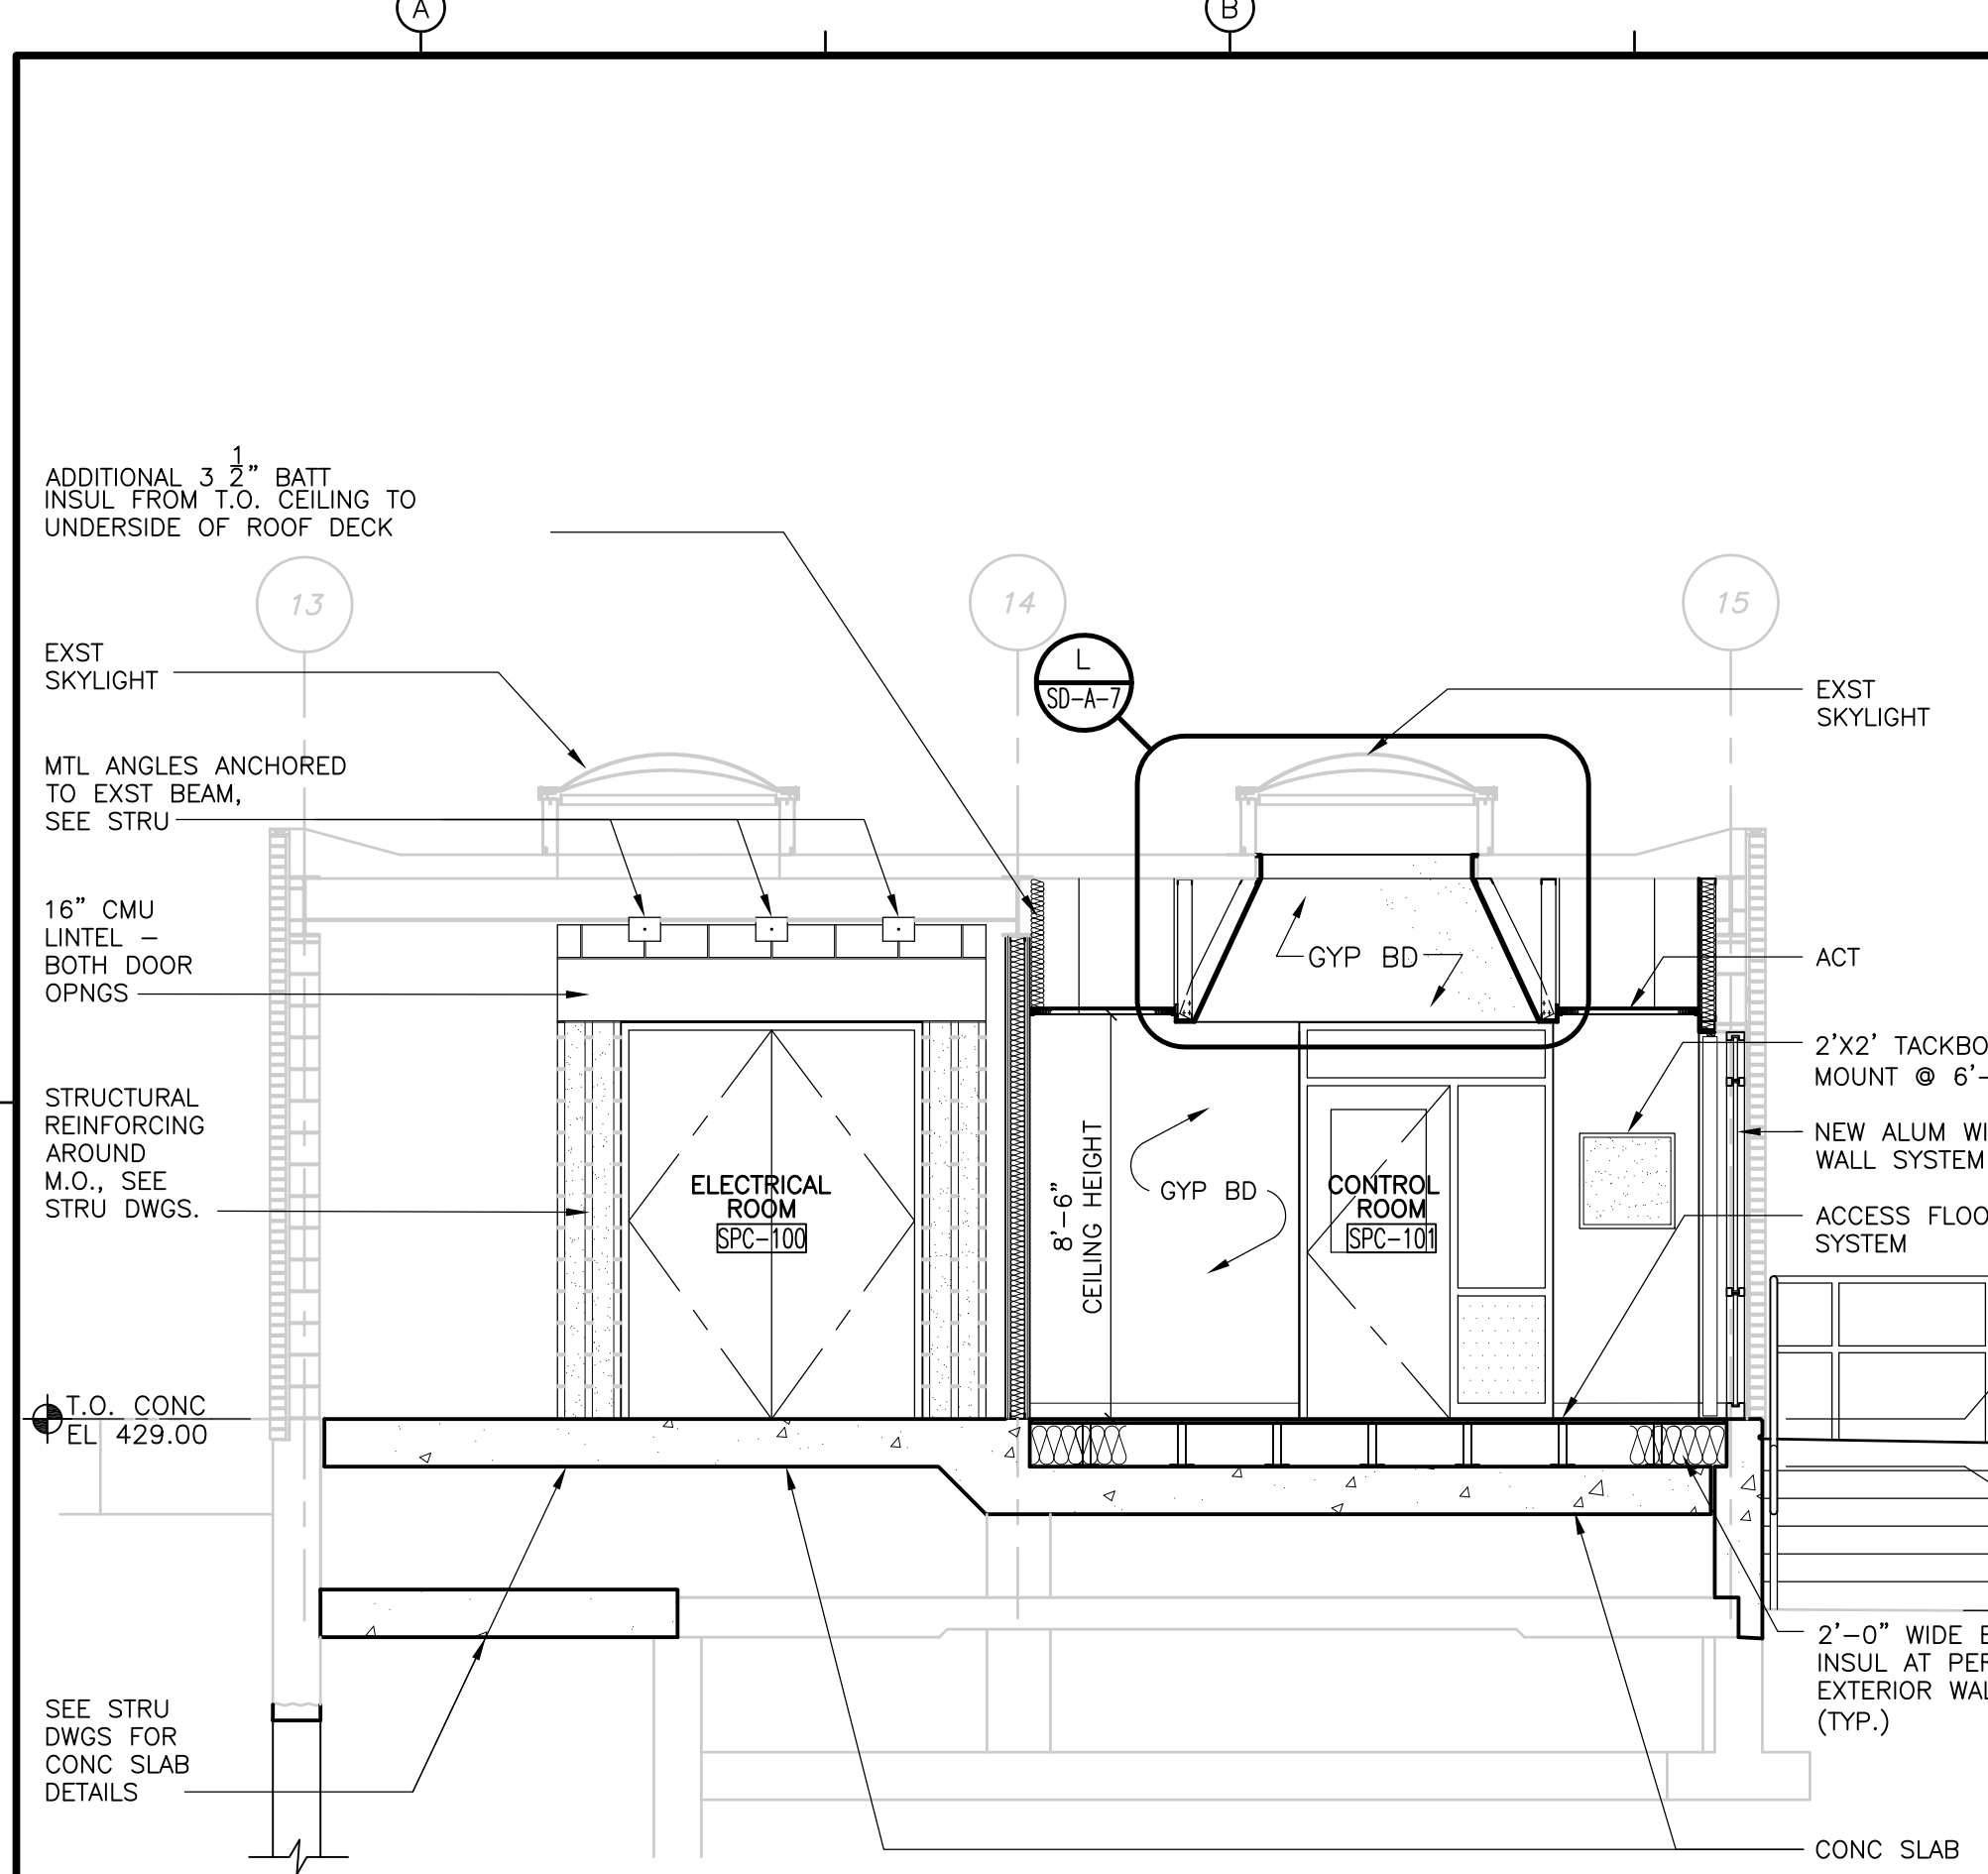 A
B
ADDITIONAL 3 1/2" BATT
INSUL FROM T.O. CEILING TO
UNDERSIDE OF ROOF DECK
13
14
15
EXST
SKYLIGHT
L
SD-A-7
EXST
SKYLIGHT
MTL ANGLES ANCHORED
TO EXST BEAM,
SEE STRU
16" CMU
LINTEL –
BOTH DOOR
OPNGS
GYP BD
ACT
2'X2' TACKBO
MOUNT @ 6'-
STRUCTURAL
REINFORCING
AROUND
M.O., SEE
STRU DWGS.
ELECTRICAL
ROOM
SPC-100
8'-6"
CEILING HEIGHT
GYP BD
CONTROL
ROOM
SPC-101
NEW ALUM WI
WALL SYSTEM
ACCESS FLOO
SYSTEM
T.O. CONC
EL 429.00
2'-0" WIDE
INSUL AT PER
EXTERIOR WAL
(TYP.)
SEE STRU
DWGS FOR
CONC SLAB
DETAILS
CONC SLAB